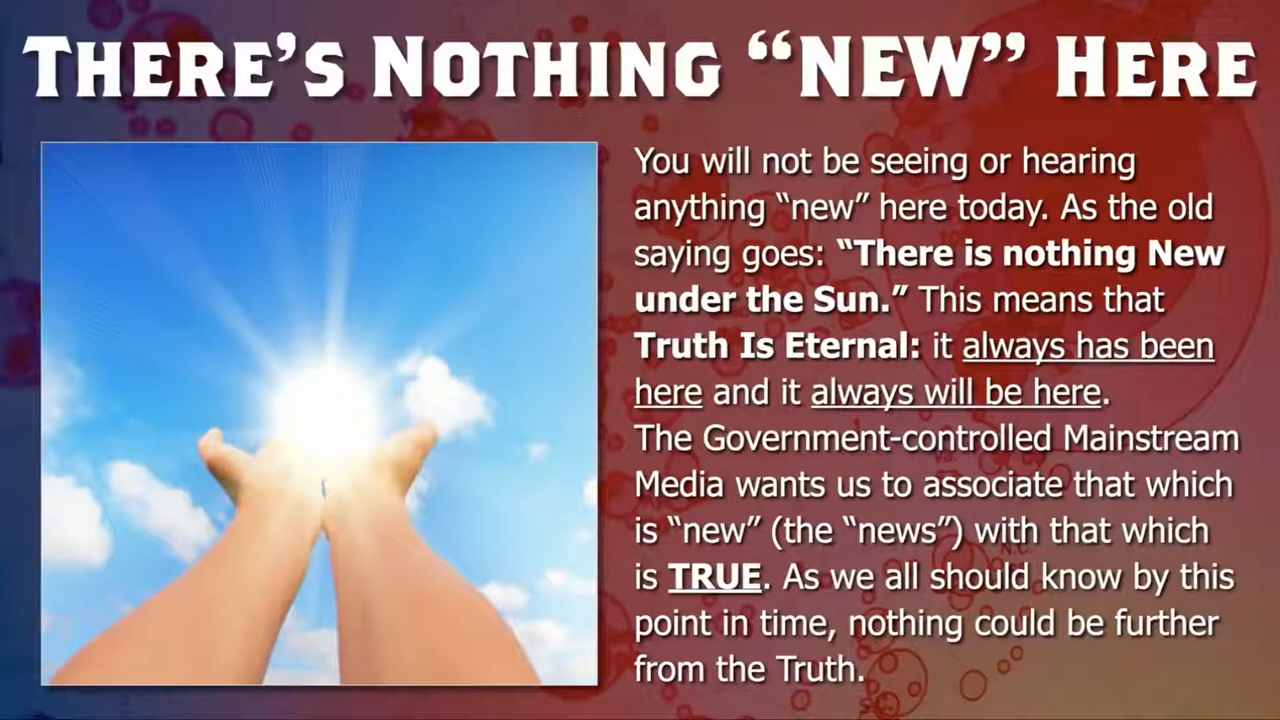 THERE'S NOTHING “NEW” HERE
You will not be seeing or hearing
anything “new” here today. As the old
saying goes: “There is nothing New
under the Sun.” This means that
Truth Is Eternal: it always has been
here and it always will be here.
The Government-controlled Mainstream
Media wants us to associate that which
is “new” (the “news”) with that which
is TRUE. As we all should know by this
point in time, nothing could be further
from the Truth.